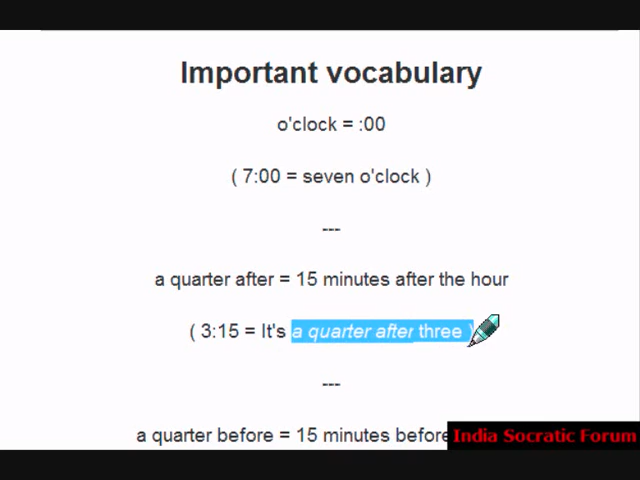 Important vocabulary
o'clock = :00
( 7:00 = seven o'clock )
---
a quarter after = 15 minutes after the hour
( 3:15 = It's a quarter after three )
---
a quarter before = 15 minutes before
India Socratic Forum